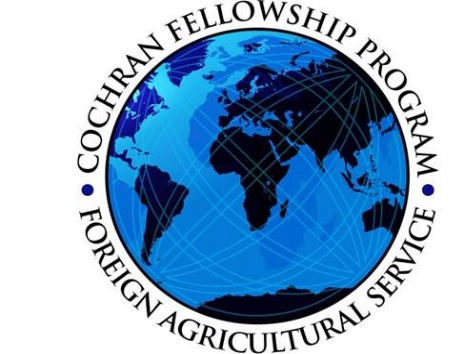 COCHRAN FELLOWSHIP PROGRAM
FOREIGN AGRICULTURAL SERVICE